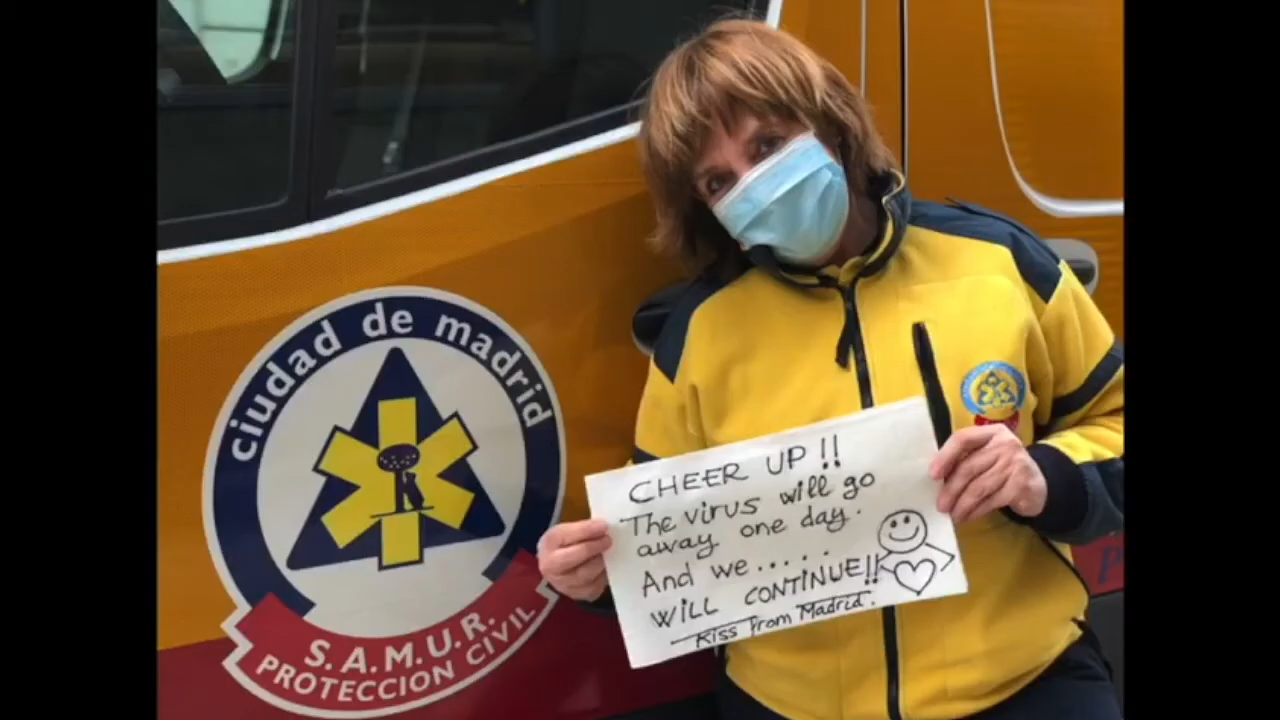 ciudad de madrid
S.A.M.U.R.
PROTECCION CIVIL
CHEER UP !!
The virus will go
away one day.
And we.....
WILL CONTINUE!!
Kiss from Madrid.
P